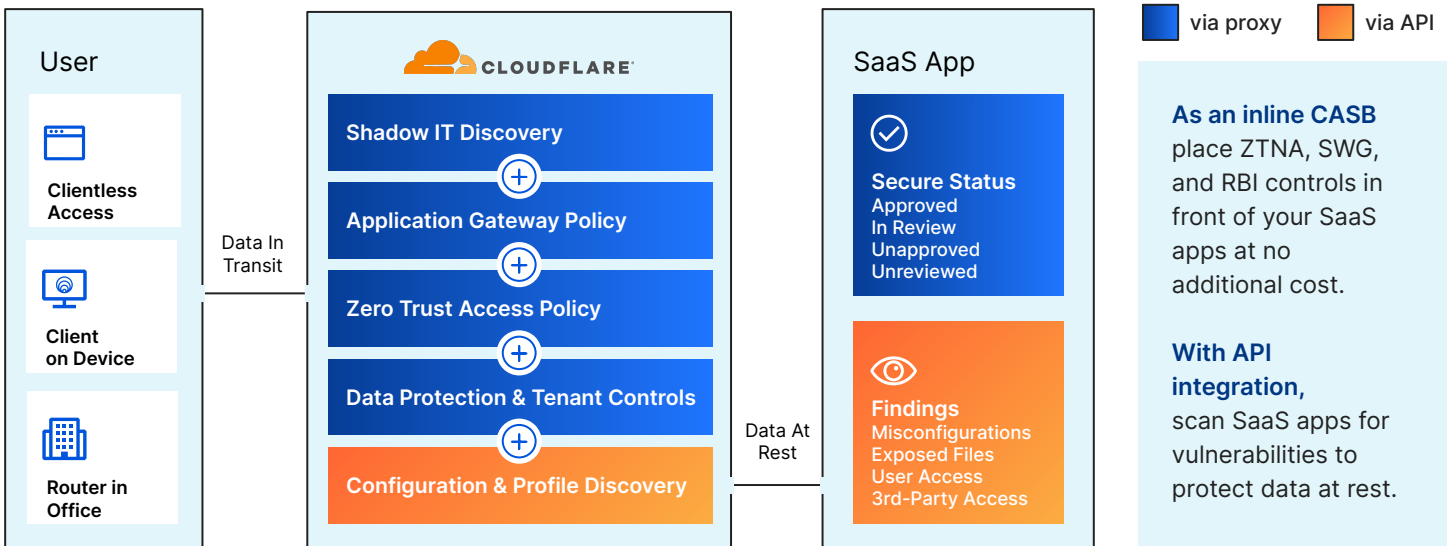 User
Clientless
Access
Client
on Device
Router in
Office
Data In
Transit
CLOUDFLARE
Shadow IT Discovery
Application Gateway Policy
Zero Trust Access Policy
Data Protection & Tenant Controls
Configuration & Profile Discovery
Data At
Rest
SaaS App
Secure Status
Approved
In Review
Unapproved
Unreviewed
Findings
Misconfigurations
Exposed Files
User Access
3rd-Party Access
via proxy
via API
As an inline CASB
place ZTNA, SWG,
and RBI controls in
front of your SaaS
apps at no
additional cost.
With API
integration,
scan SaaS apps for
vulnerabilities to
protect data at rest.